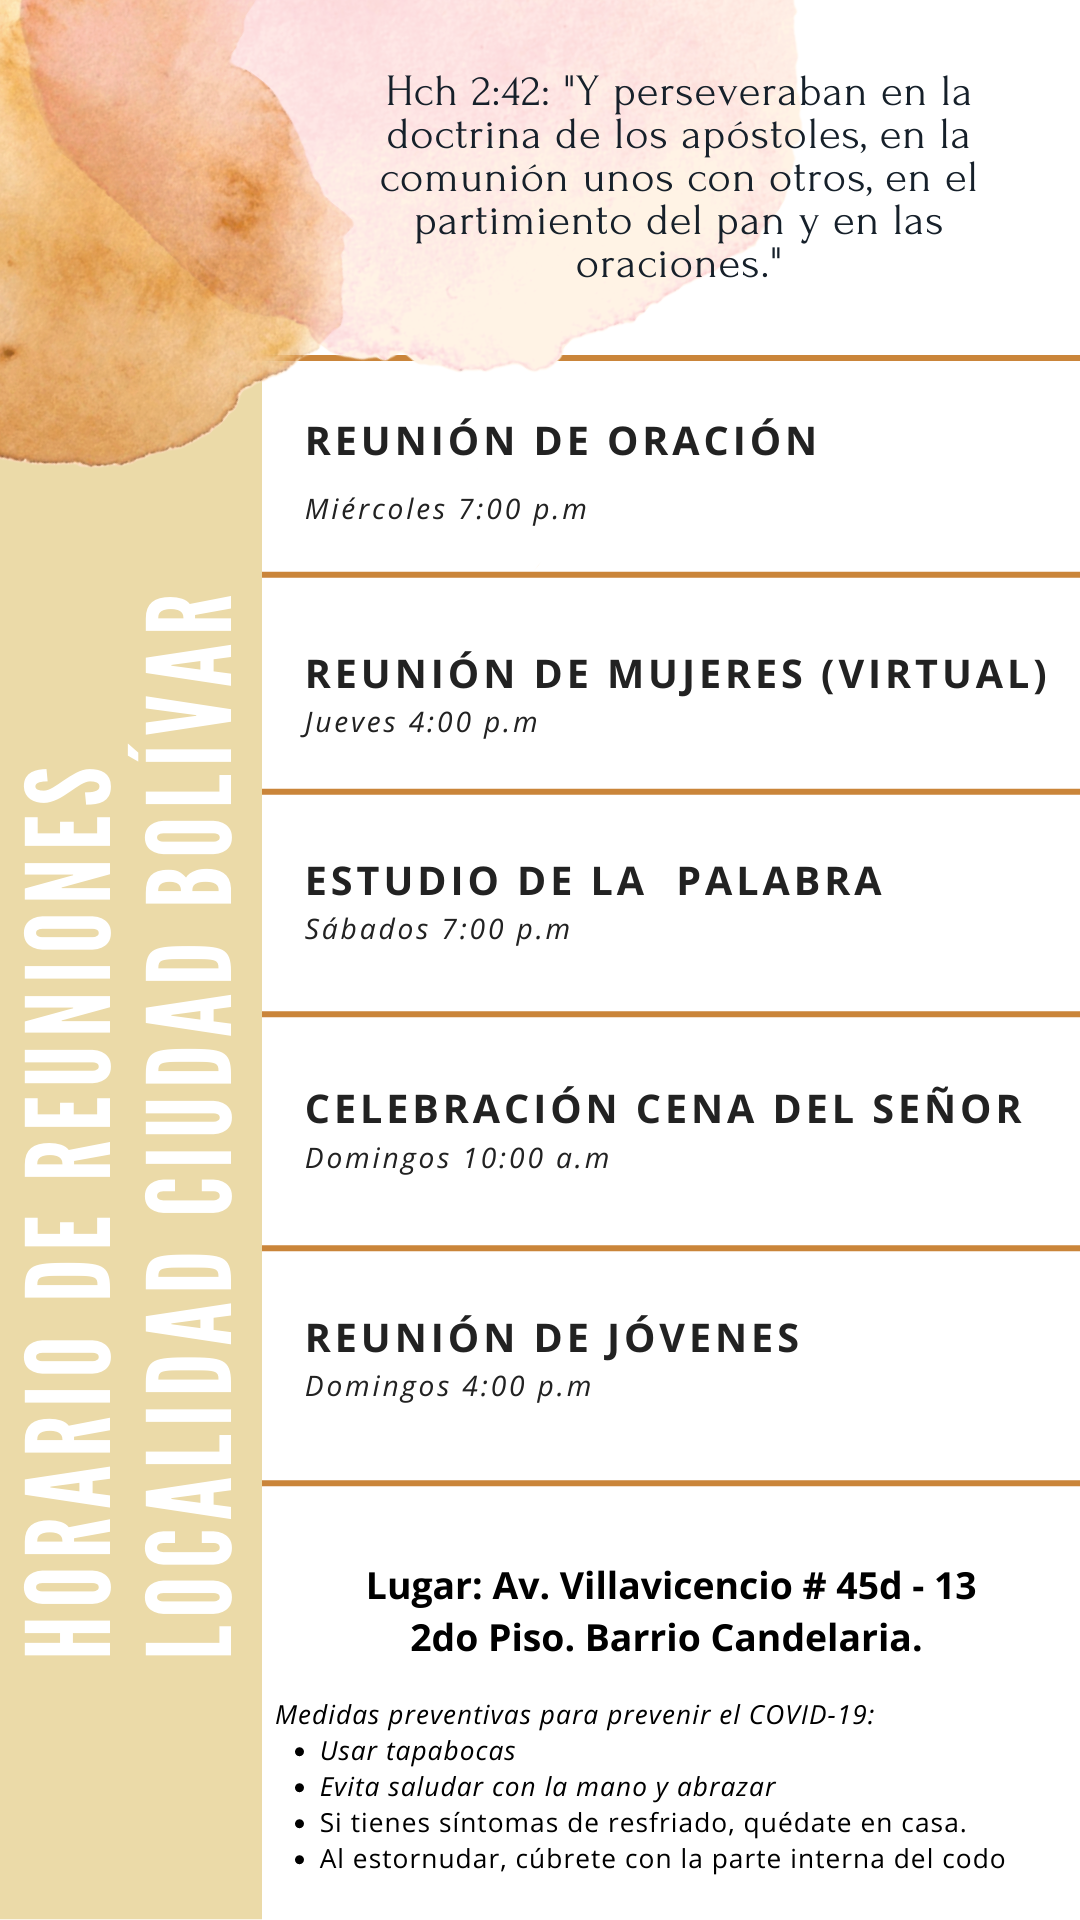 Hch 2:42: "Y perseveraban en la
doctrina de los apóstoles, en la
comunión unos con otros, en el
partimiento del pan y en las
oraciones."
HORARIO DE REUNIONES
LOCALIDAD CIUDAD BOLÍVAR
REUNIÓN DE ORACIÓN
Miércoles 7:00 p.m
REUNIÓN DE MUJERES (VIRTUAL)
Jueves 4:00 p.m
ESTUDIO DE LA  PALABRA
Sábados 7:00 p.m
CELEBRACIÓN CENA DEL SEÑOR
Domingos 10:00 a.m
REUNIÓN DE JÓVENES
Domingos 4:00 p.m
Lugar: Av. Villavicencio # 45d - 13
2do Piso. Barrio Candelaria.
Medidas preventivas para prevenir el COVID-19:
• Usar tapabocas
• Evita saludar con la mano y abrazar
• Si tienes síntomas de resfriado, quédate en casa.
• Al estornudar, cúbrete con la parte interna del codo